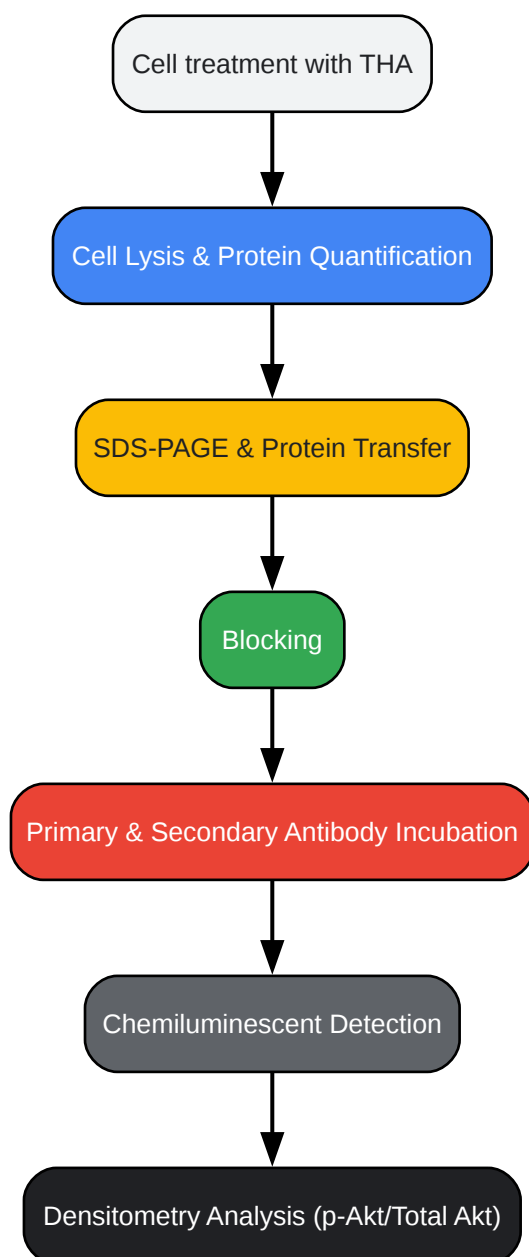 Cell treatment with THA
Cell Lysis & Protein Quantification
SDS-PAGE & Protein Transfer
Blocking
Primary & Secondary Antibody Incubation
Chemiluminescent Detection
Densitometry Analysis (p-Akt/Total Akt)